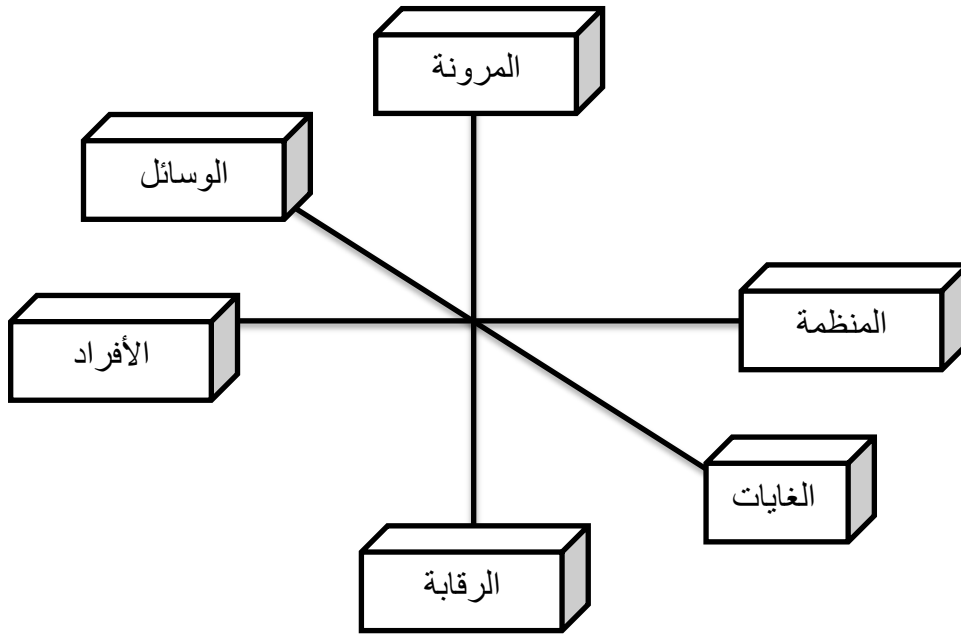 المرونة
الوسائل
المنظمة
الأفراد
الغايات
الرقابة